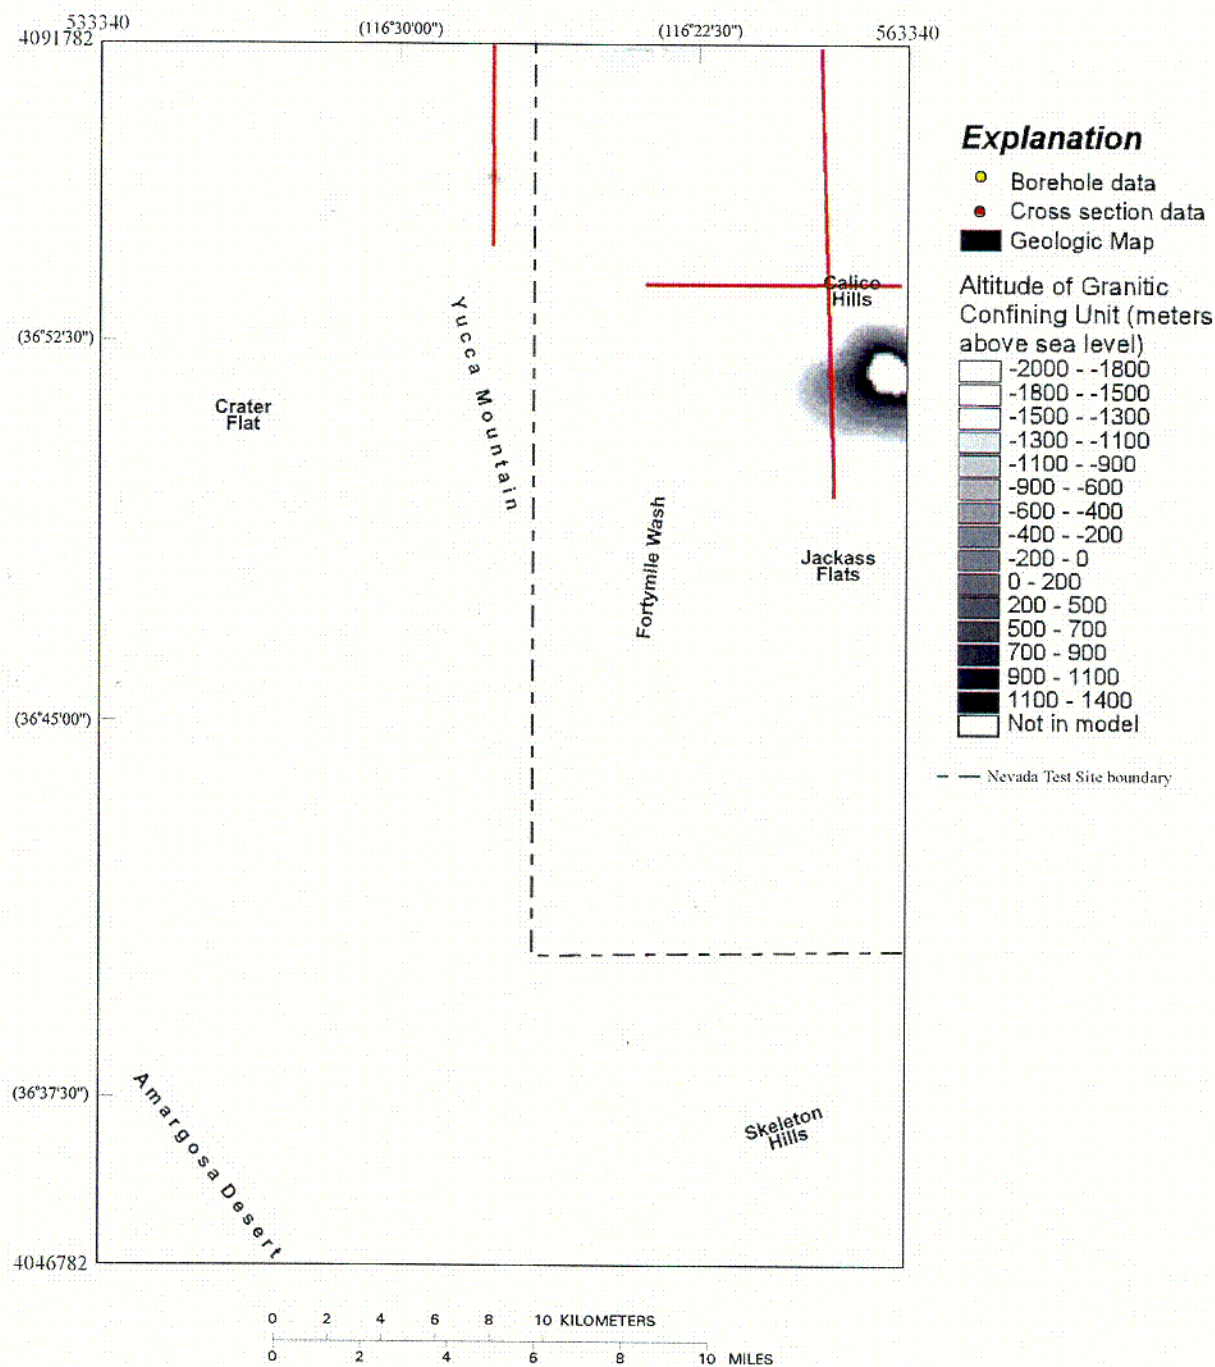 533340
4091782
(116°30'00")
(116°22'30")
563340
Explanation
Borehole data
Cross section data
Geologic Map
Altitude of Granitic
Confining Unit (meters
above sea level)
-2000 - -1800
-1800 - -1500
-1500 - -1300
-1300 - -1100
-1100 - -900
-900 - -600
-600 - -400
-400 - -200
-200 - 0
0 - 200
200 - 500
500 - 700
700 - 900
900 - 1100
1100 - 1400
Not in model
Nevada Test Site boundary
Calico
Hills
(36°52'30")
Yucca Mountain
Crater
Flat
Fortymile Wash
Jackass
Flats
(36°45'00")
(36°37'30")
Amargosa Desert
Skeleton
Hills
4046782
0 2 4 6 8 10 KILOMETERS
0 2 4 6 8 10 MILES